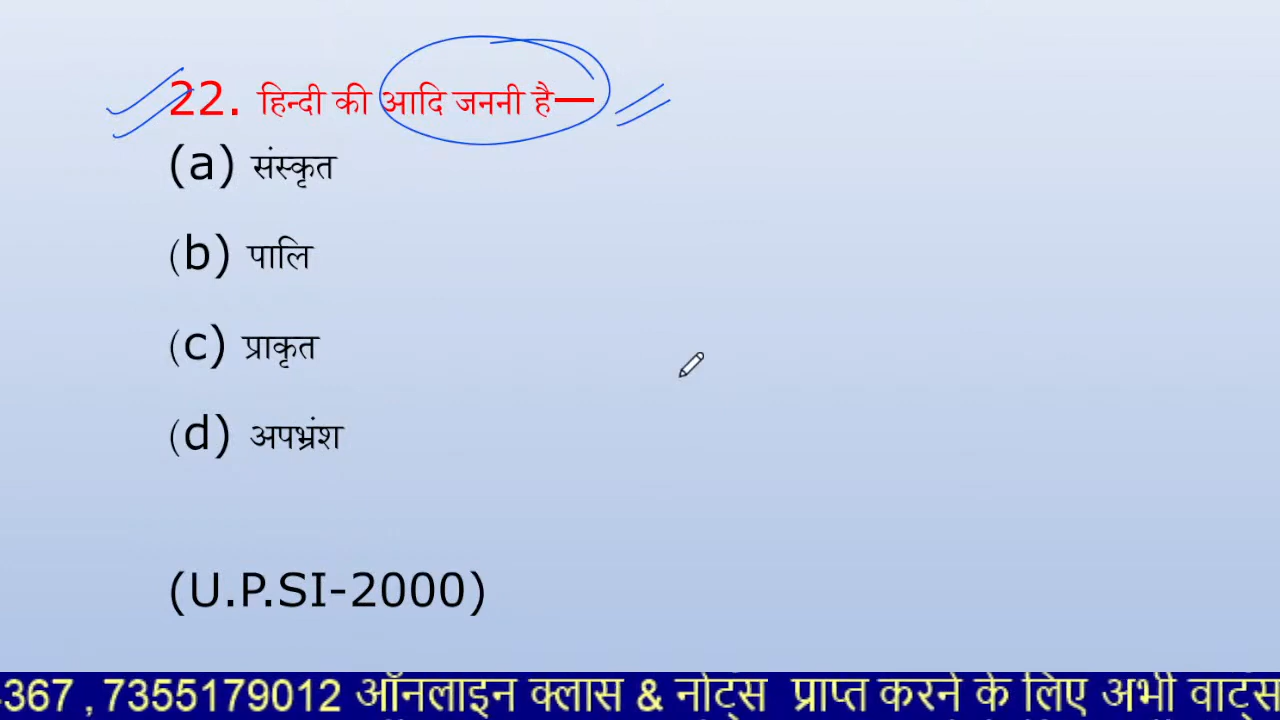 22. हिन्दी की आदि जननी है—
(a) संस्कृत
(b) पालि
(c) प्राकृत
(d) अपभ्रंश
(U.P.SI-2000)
367 , 7355179012 ऑनलाइन क्लास & नोट्स प्राप्त करने के लिए अभी वाट्स